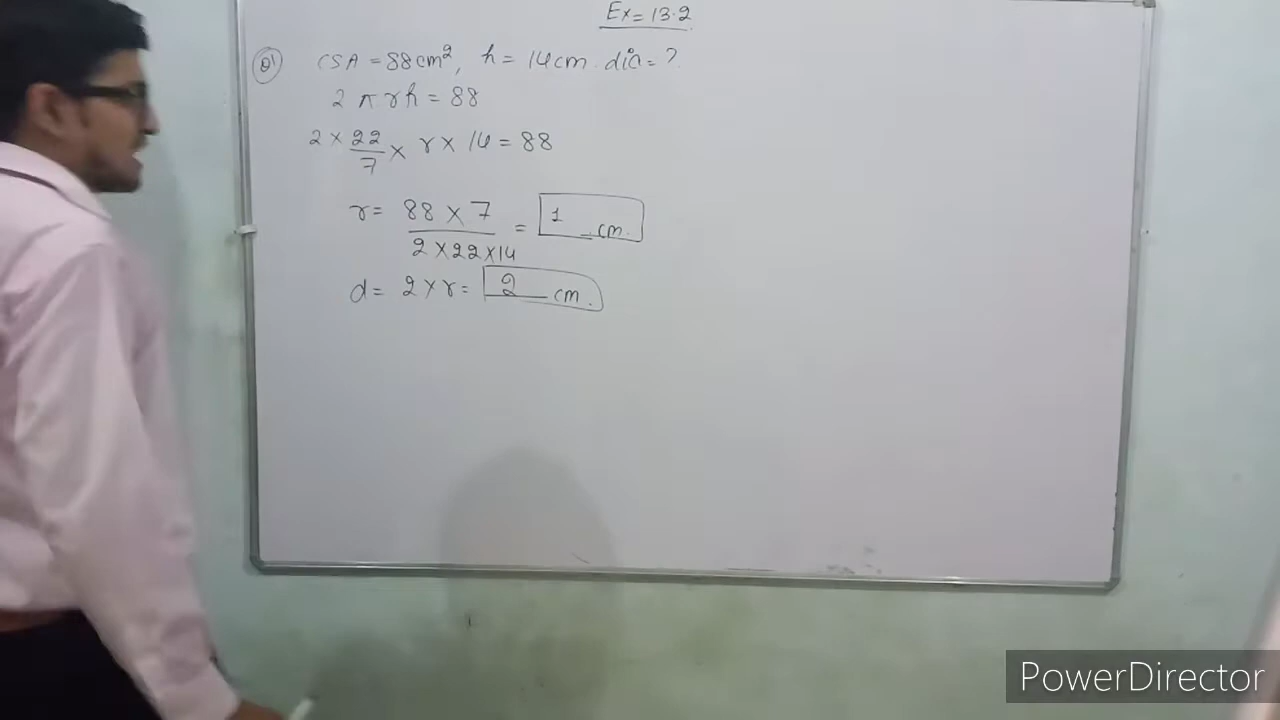 Ex = 13.2
Q1 CSA = 88 cm², h = 14 cm. dia = ?
2 π r h = 88
2 × 22/7 × r × 14 = 88
r = 88 × 7 / 2 × 22 × 14 = 1 cm.
d = 2 × r = 2 cm.
PowerDirector